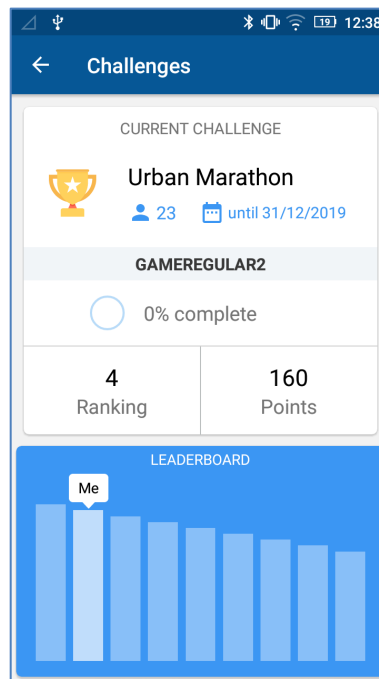 19 12:38
Challenges
CURRENT CHALLENGE
Urban Marathon
23 until 31/12/2019
GAMEREGULAR2
0% complete
4 160
Ranking Points
LEADERBOARD
Me